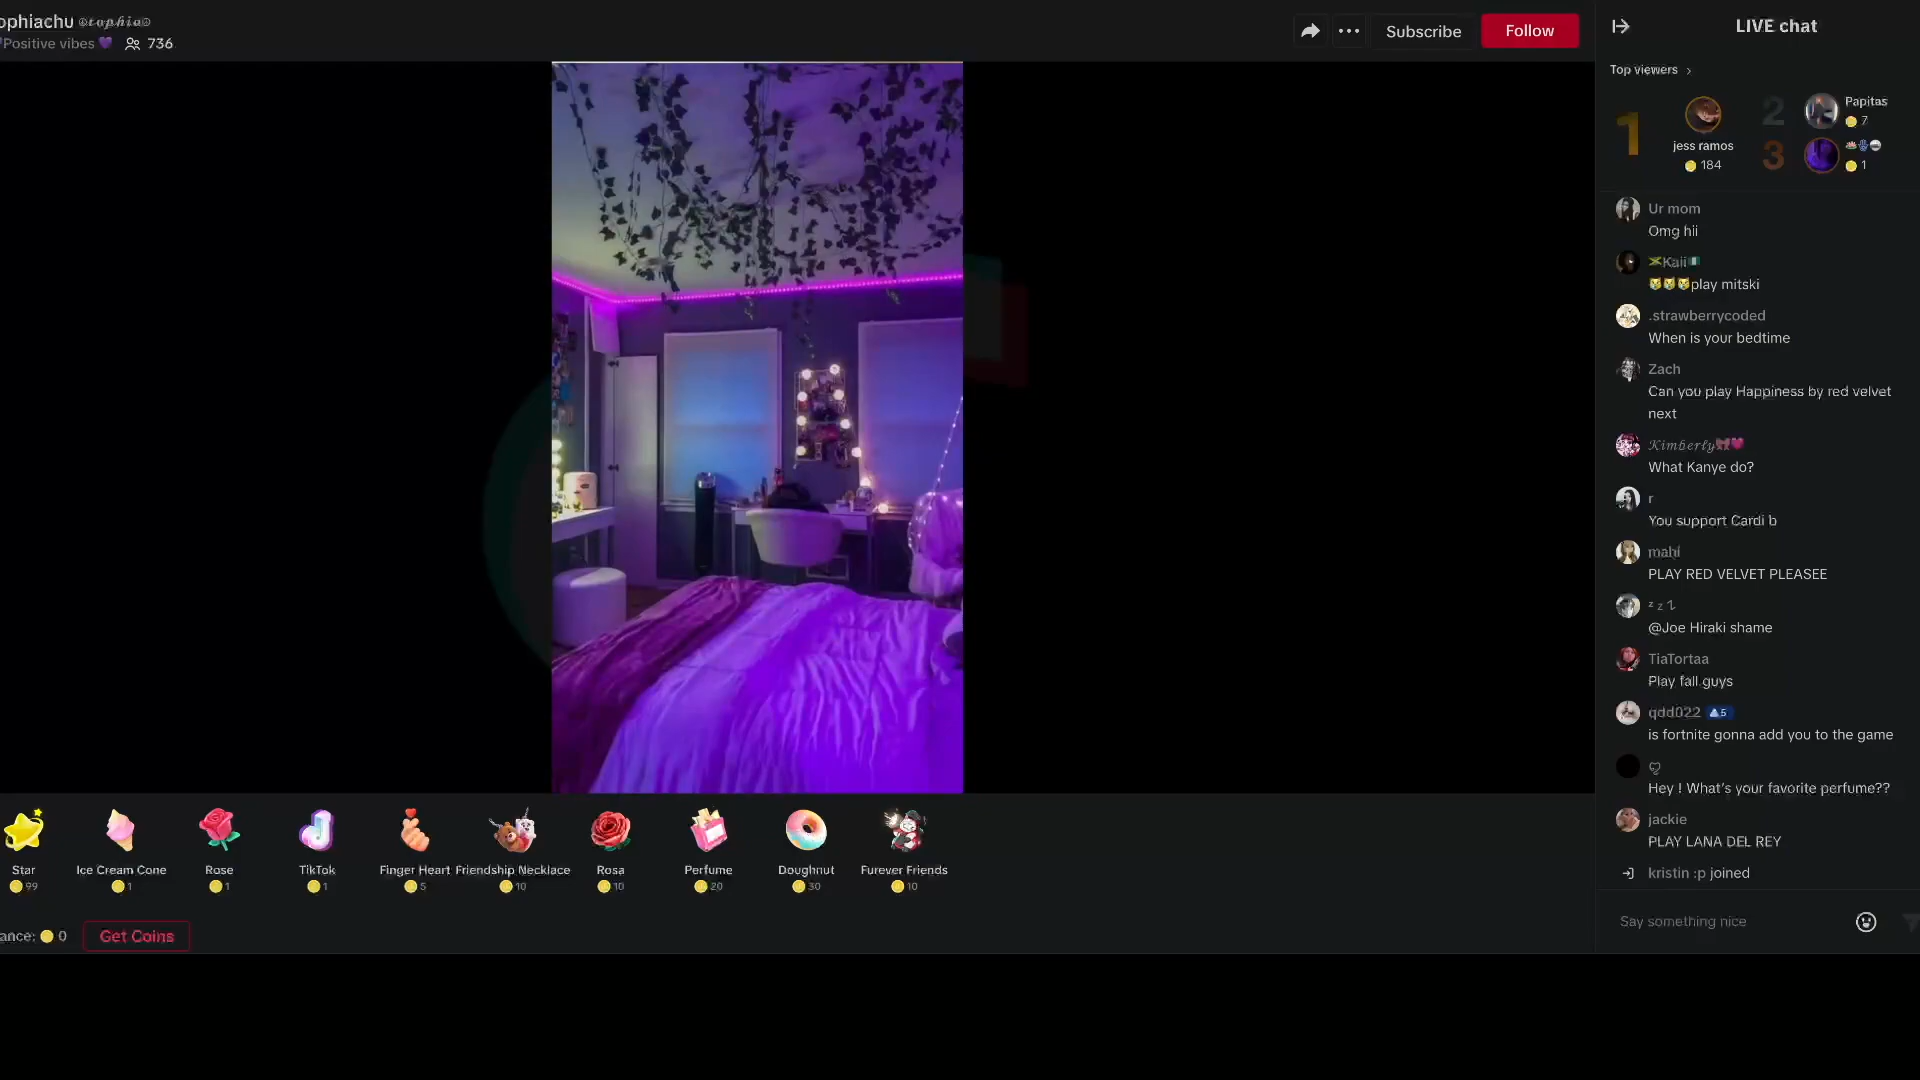 ophiachu
Positive vibes 💜 736
Subscribe
Follow
LIVE chat
Top viewers
1
jess ramos
184
2
Papitas
7
3
1
Ur mom
Omg hii
Kaii
😿😿😿play mitski
.strawberrycoded
When is your bedtime
Zach
Can you play Happiness by red velvet
next
𝓚𝓲𝓶𝓫𝓮𝓻𝓵𝔂🎀💗
What Kanye do?
r
You support Cardi b
mahi
PLAY RED VELVET PLEASEE
ᶻ z Z
@Joe Hiraki shame
TiaTortaa
Play fall guys
qdd022 5
is fortnite gonna add you to the game
Hey ! What's your favorite perfume??
jackie
PLAY LANA DEL REY
kristin :p joined
Say something nice
Star
99
Ice Cream Cone
1
Rose
1
TikTok
1
Finger Heart
5
Friendship Necklace
10
Rosa
10
Perfume
20
Doughnut
30
Furever Friends
10
ance: 0
Get Coins